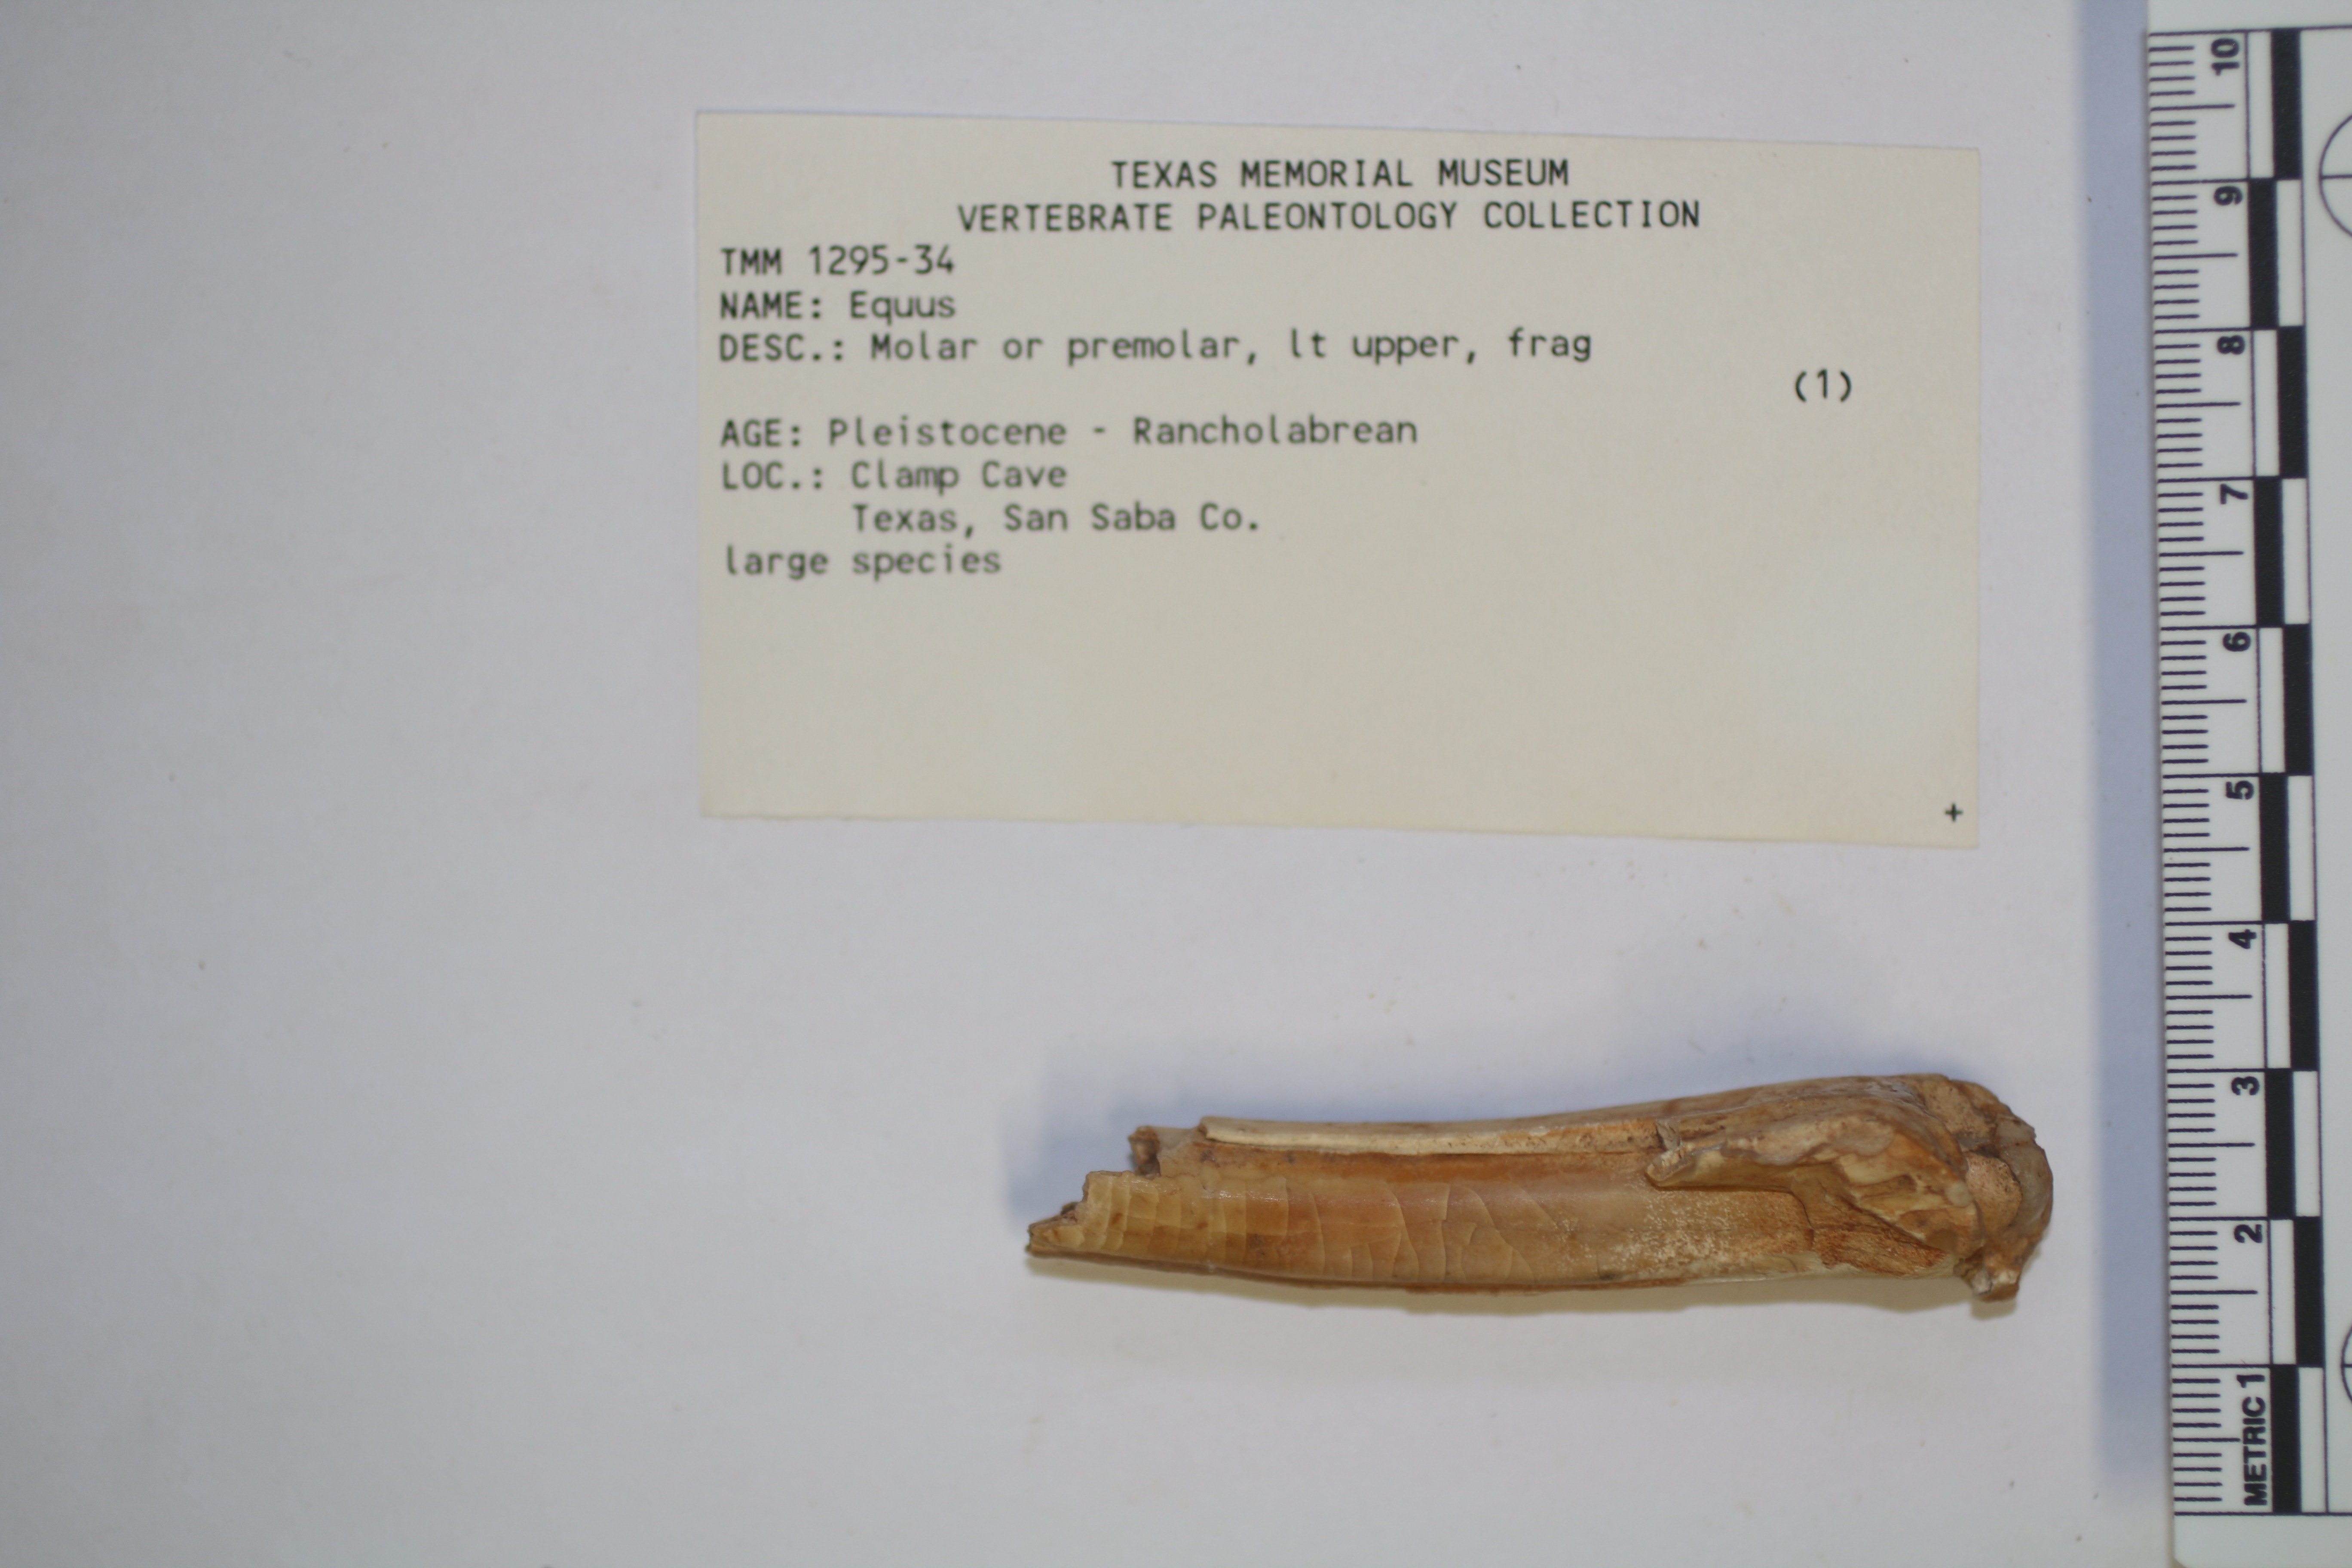 TEXAS MEMORIAL MUSEUM
VERTEBRATE PALEONTOLOGY COLLECTION
TMM 1295-34
NAME: Equus
DESC.: Molar or premolar, lt upper, frag
(1)
AGE: Pleistocene - Rancholabrean
LOC.: Clamp Cave
Texas, San Saba Co.
large species
+
10
9
8
7
6
5
4
3
2
METRIC 1